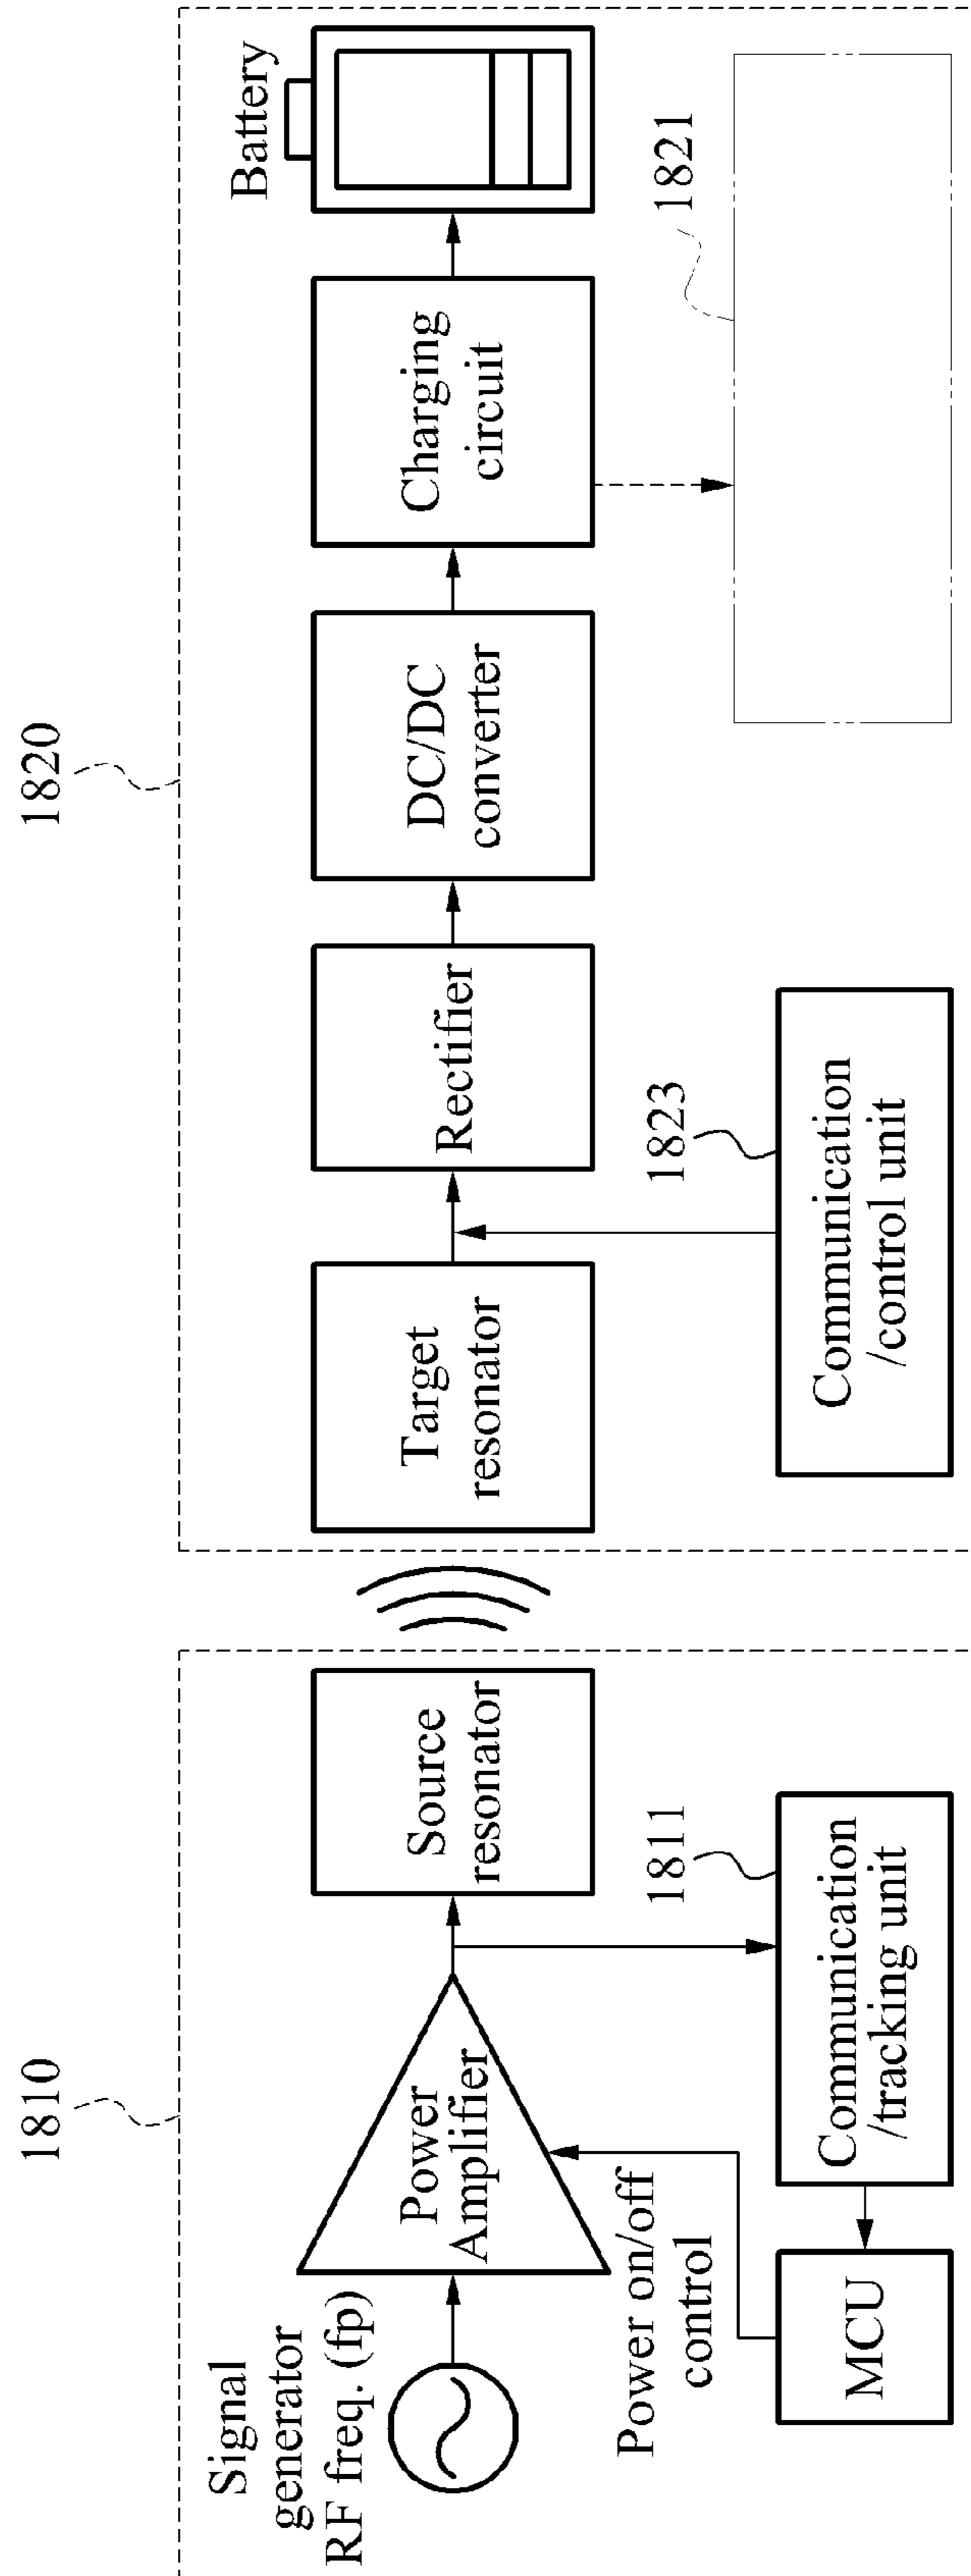 1810
1820
Signal
generator
RF freq. (fp)
Power
Amplifier
Source
resonator
Target
resonator
Rectifier
DC/DC
converter
Charging
circuit
Battery
Power on/off
control
1811
1823
1821
MCU
Communication
/tracking unit
Communication
/control unit